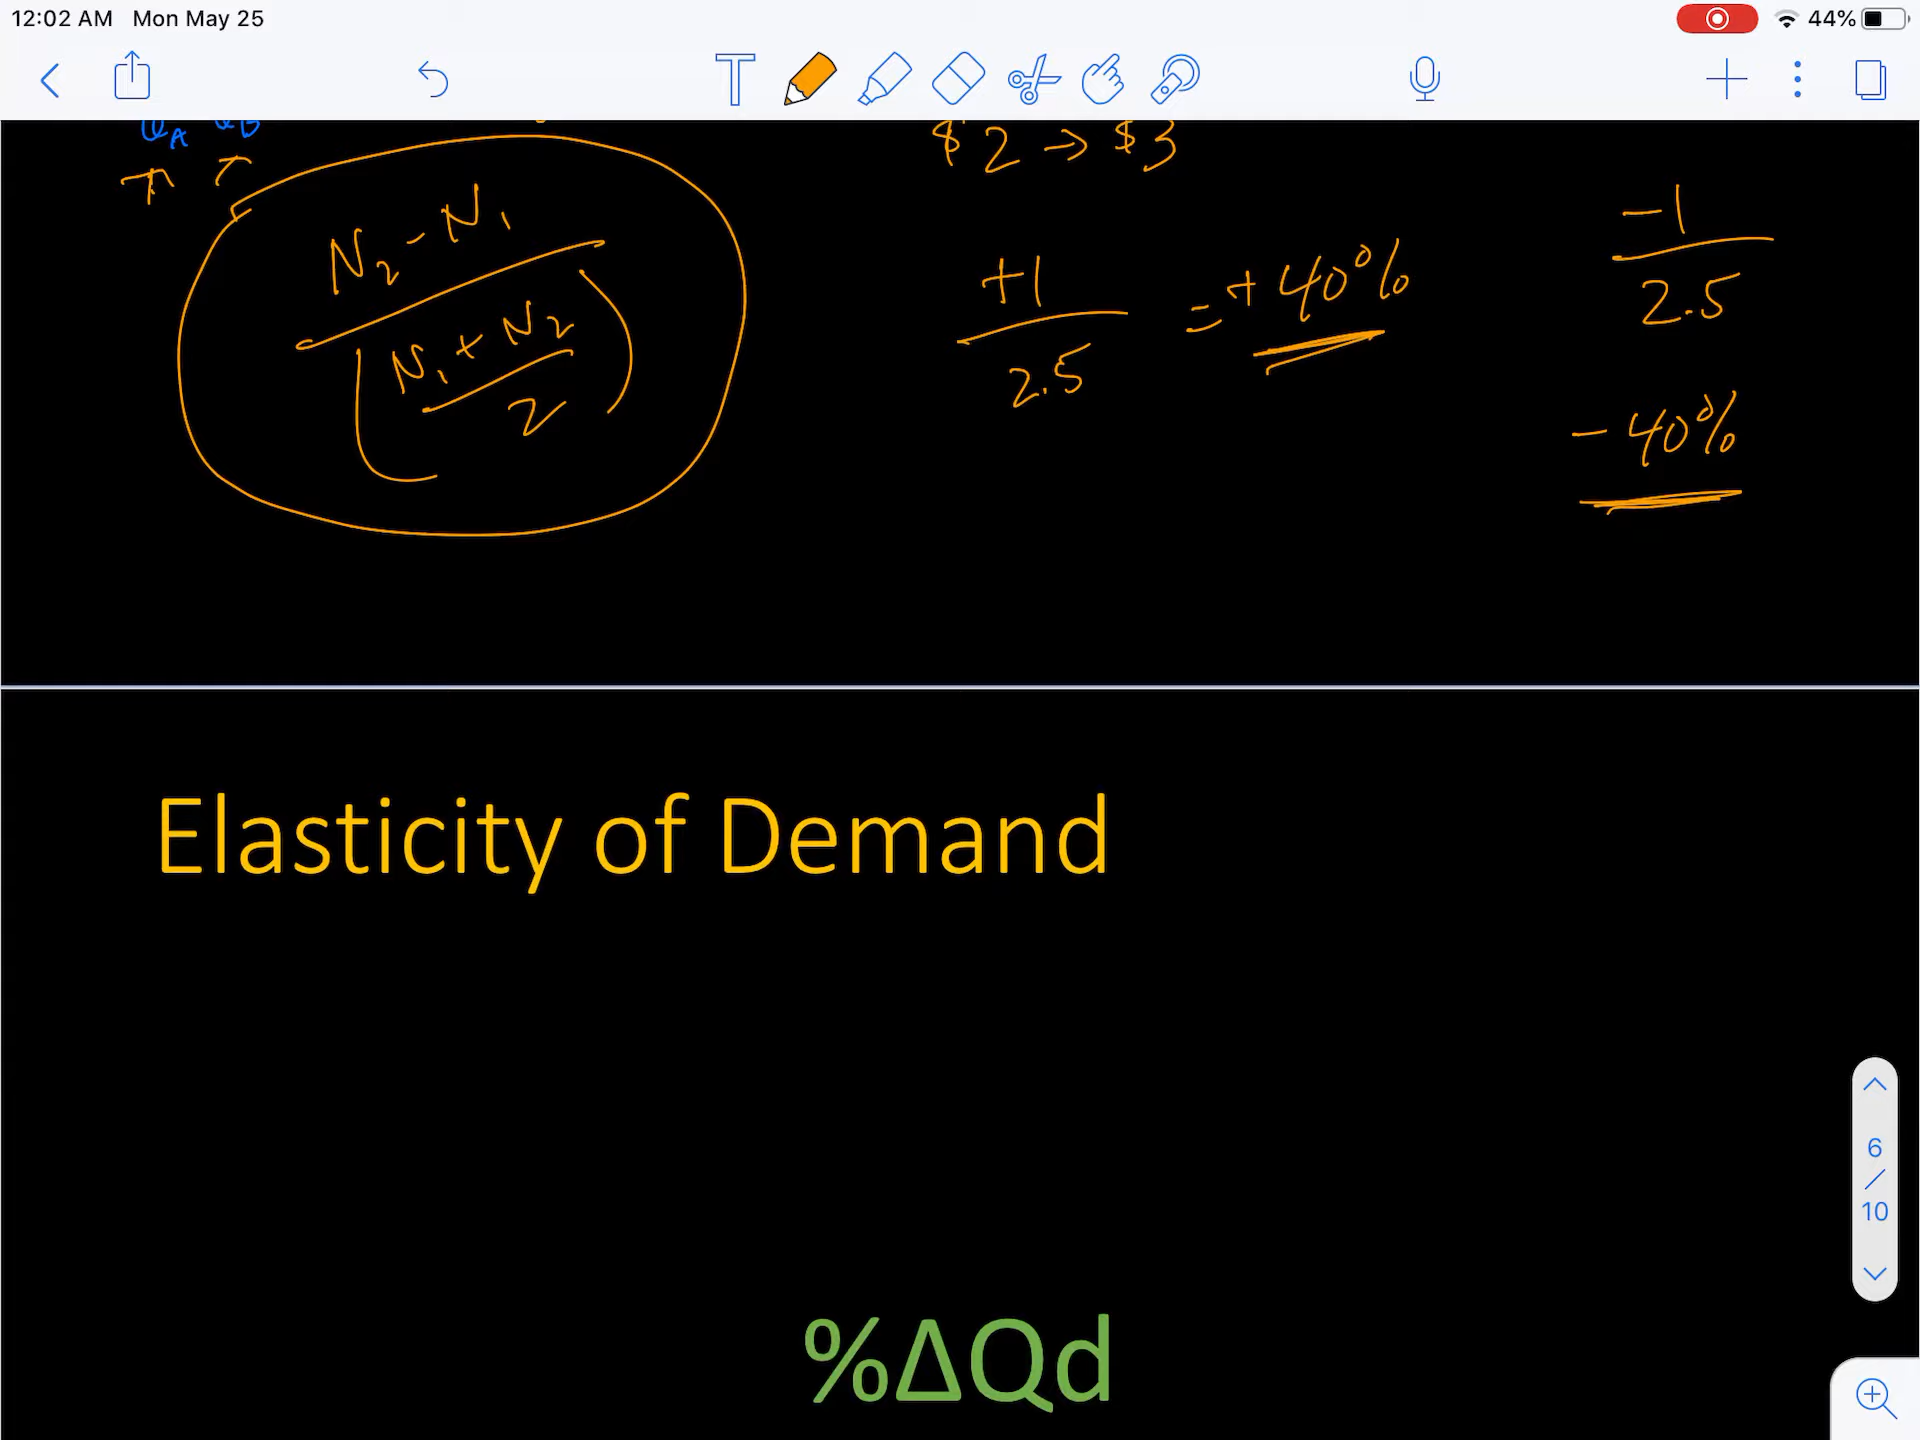 12:02 AM Mon May 25
44%
T
$2 → $3
N₂ - N₁
(N₁ + N₂
2)
+1
2.5
= + 40%
-1
2.5
- 40%
Elasticity of Demand
%ΔQd
6
/
10